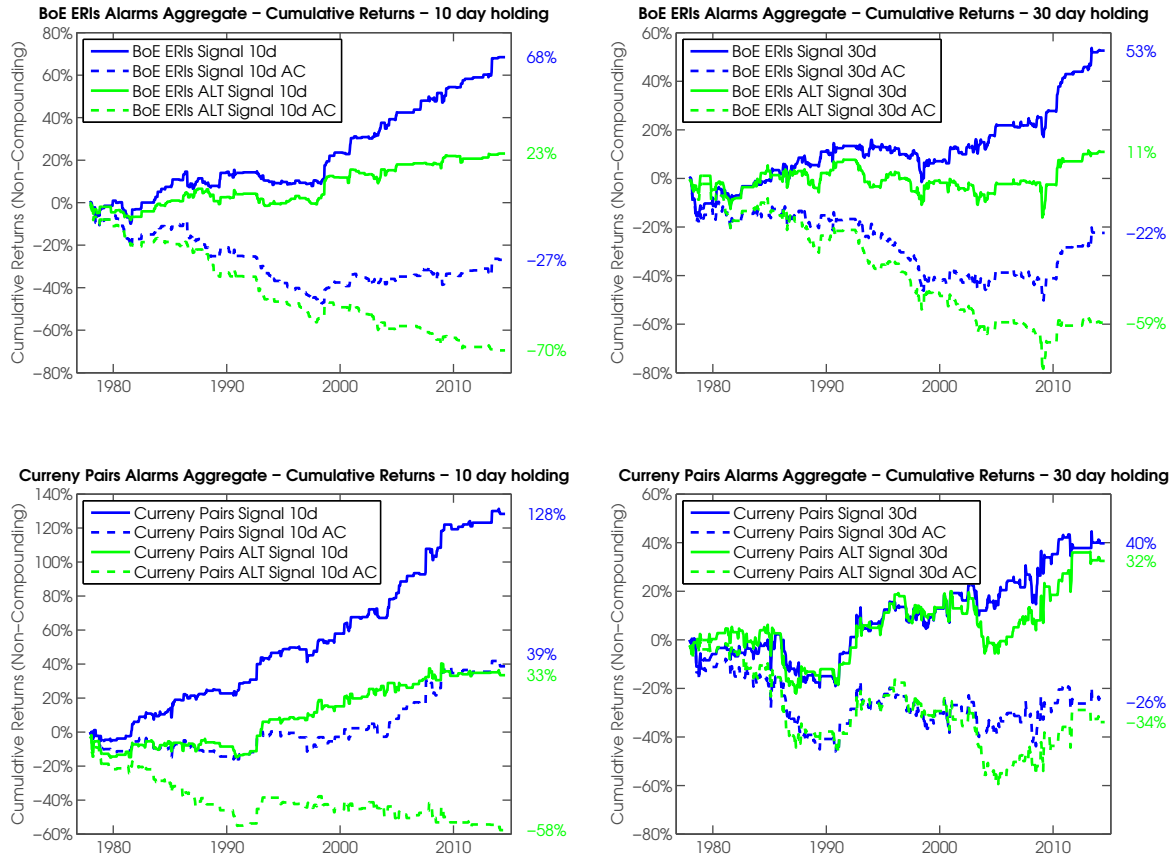 BoE ERIs Alarms Aggregate – Cumulative Returns – 10 day holding
80%
60%
40%
20%
0%
−20%
−40%
−60%
−80%
Cumulative Returns (Non−Compounding)
BoE ERIs Signal 10d
BoE ERIs Signal 10d AC
BoE ERIs ALT Signal 10d
BoE ERIs ALT Signal 10d AC
68%
23%
−27%
−70%
1980
1990
2000
2010
BoE ERIs Alarms Aggregate – Cumulative Returns – 30 day holding
60%
40%
20%
0%
−20%
−40%
−60%
−80%
Cumulative Returns (Non−Compounding)
BoE ERIs Signal 30d
BoE ERIs Signal 30d AC
BoE ERIs ALT Signal 30d
BoE ERIs ALT Signal 30d AC
53%
11%
−22%
−59%
1980
1990
2000
2010
Curreny Pairs Alarms Aggregate – Cumulative Returns – 10 day holding
140%
120%
100%
80%
60%
40%
20%
0%
−20%
−40%
−60%
Cumulative Returns (Non−Compounding)
Curreny Pairs Signal 10d
Curreny Pairs Signal 10d AC
Curreny Pairs ALT Signal 10d
Curreny Pairs ALT Signal 10d AC
128%
39%
33%
−58%
1980
1990
2000
2010
Curreny Pairs Alarms Aggregate – Cumulative Returns – 30 day holding
60%
40%
20%
0%
−20%
−40%
−60%
−80%
Cumulative Returns (Non−Compounding)
Curreny Pairs Signal 30d
Curreny Pairs Signal 30d AC
Curreny Pairs ALT Signal 30d
Curreny Pairs ALT Signal 30d AC
40%
32%
−26%
−34%
1980
1990
2000
2010